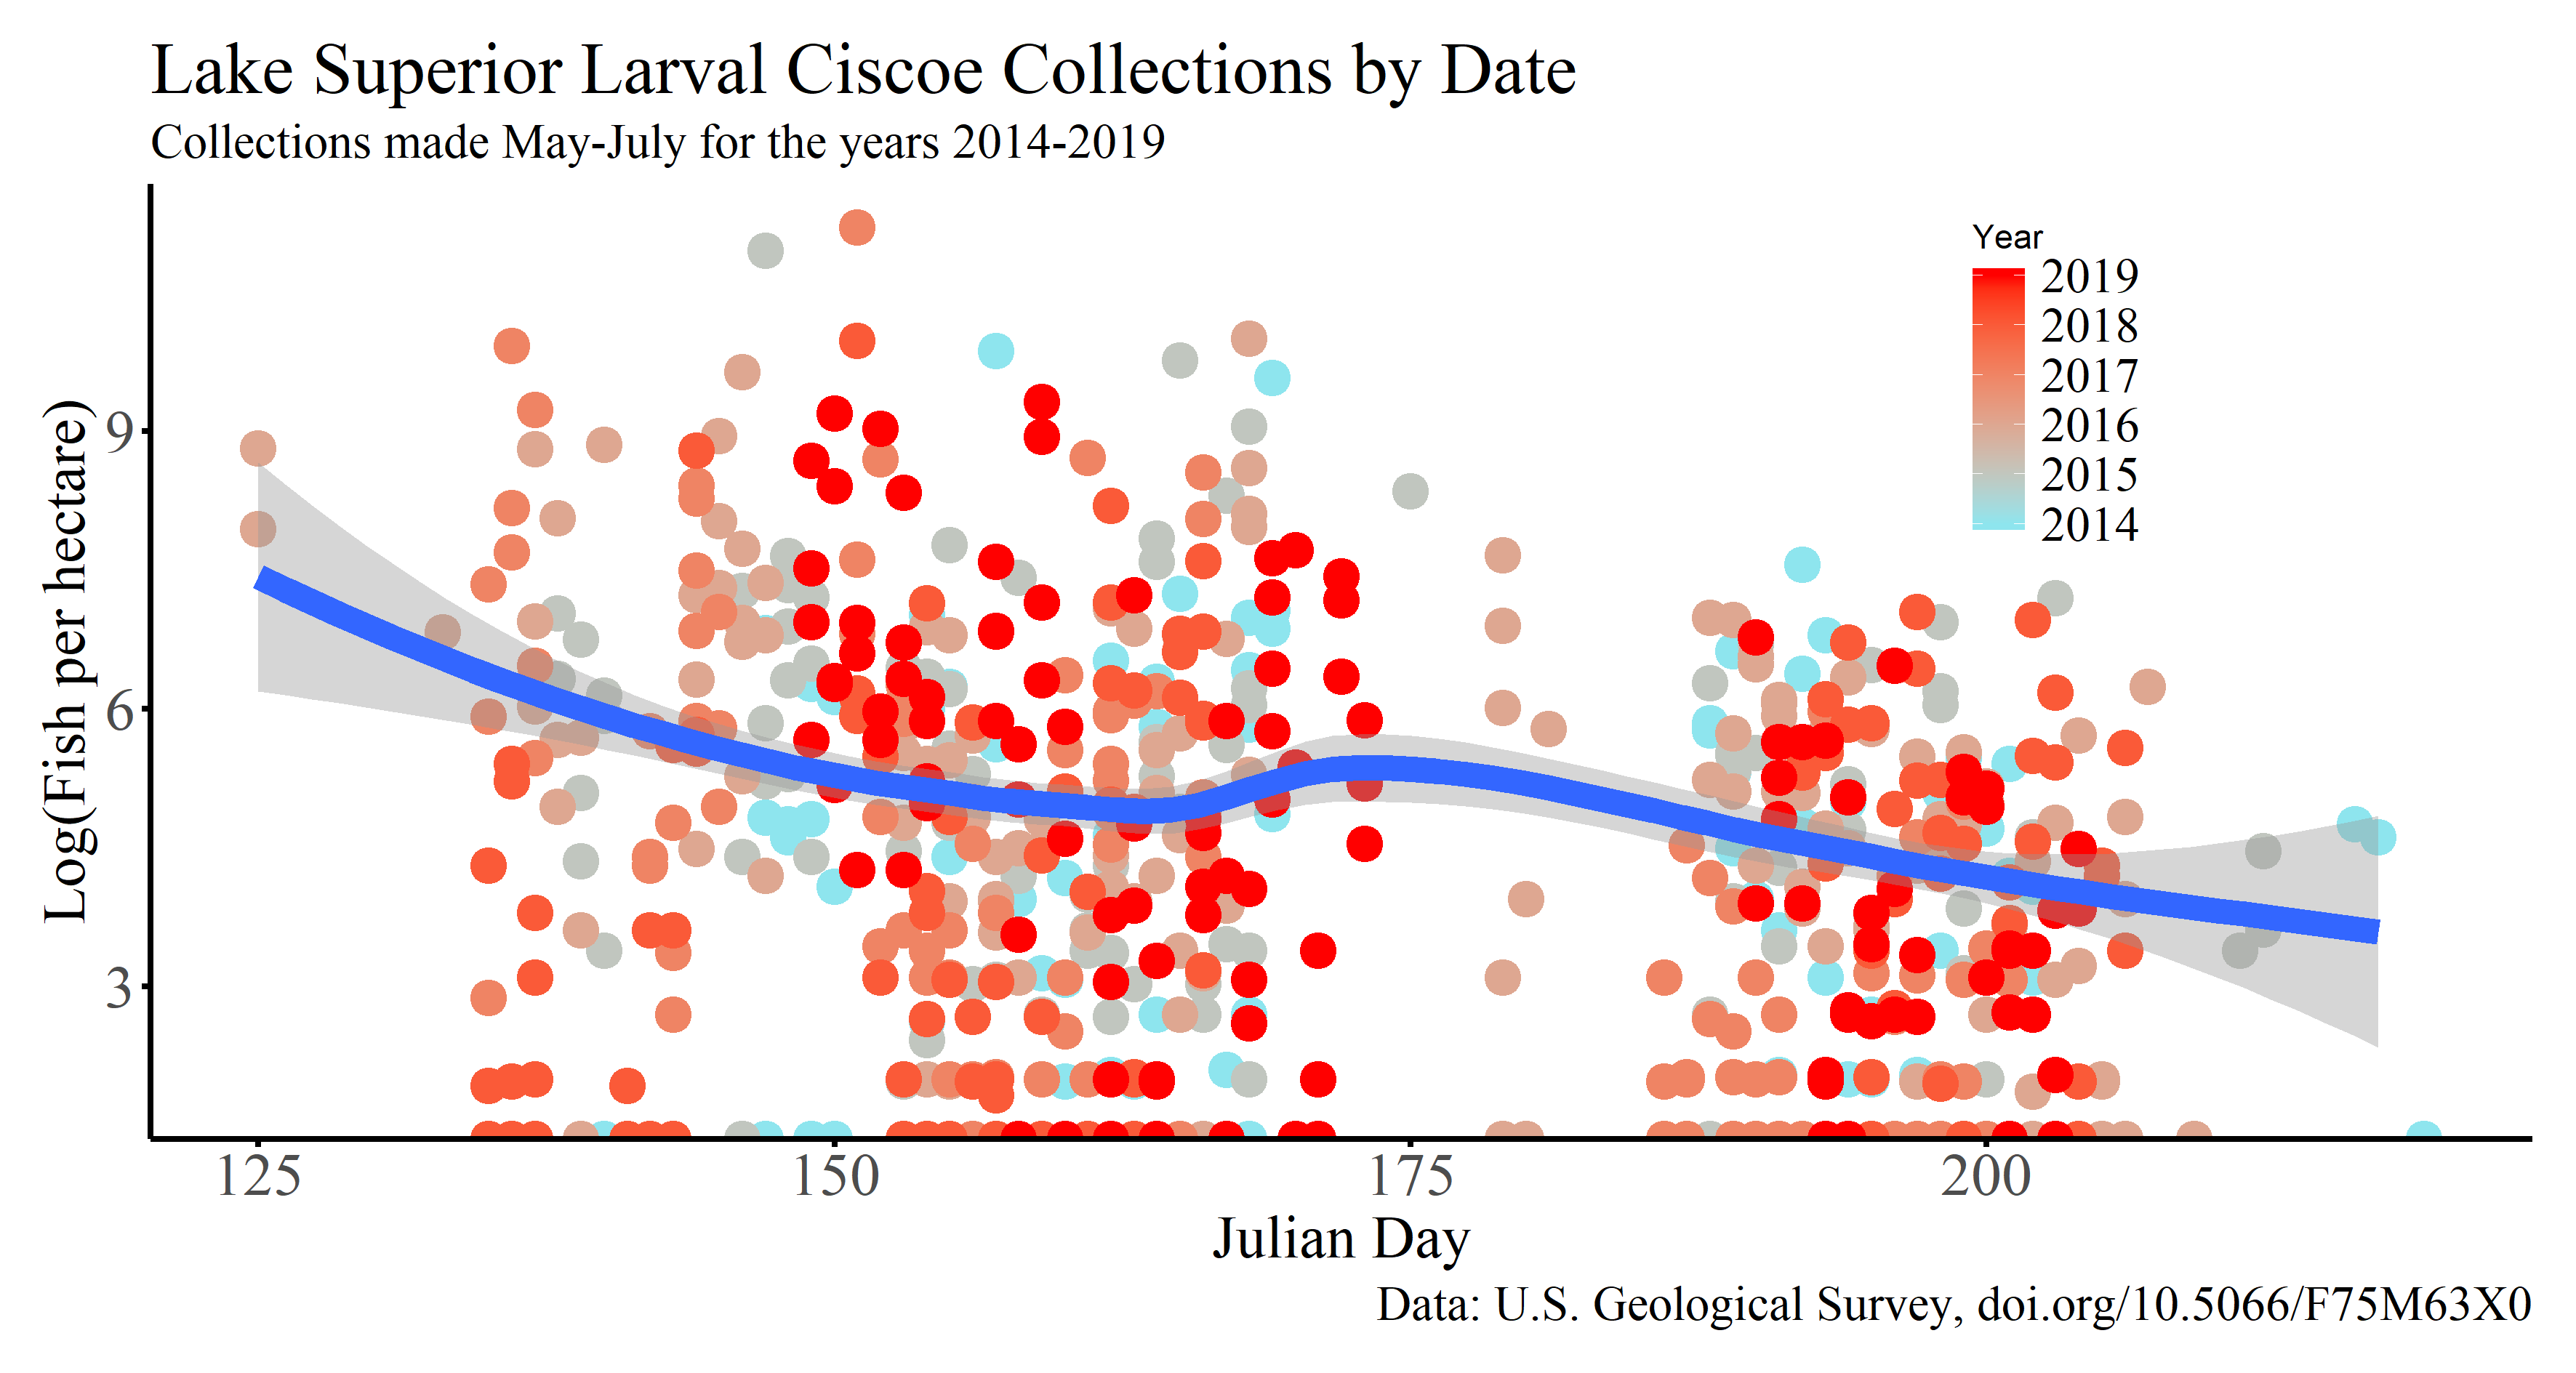 Lake Superior Larval Ciscoe Collections by Date
Collections made May-July for the years 2014-2019
Year
2019
2018
2017
2016
2015
2014
Log(Fish per hectare)
9
6
3
125 150 175 200
Julian Day
Data: U.S. Geological Survey, doi.org/10.5066/F75M63X0